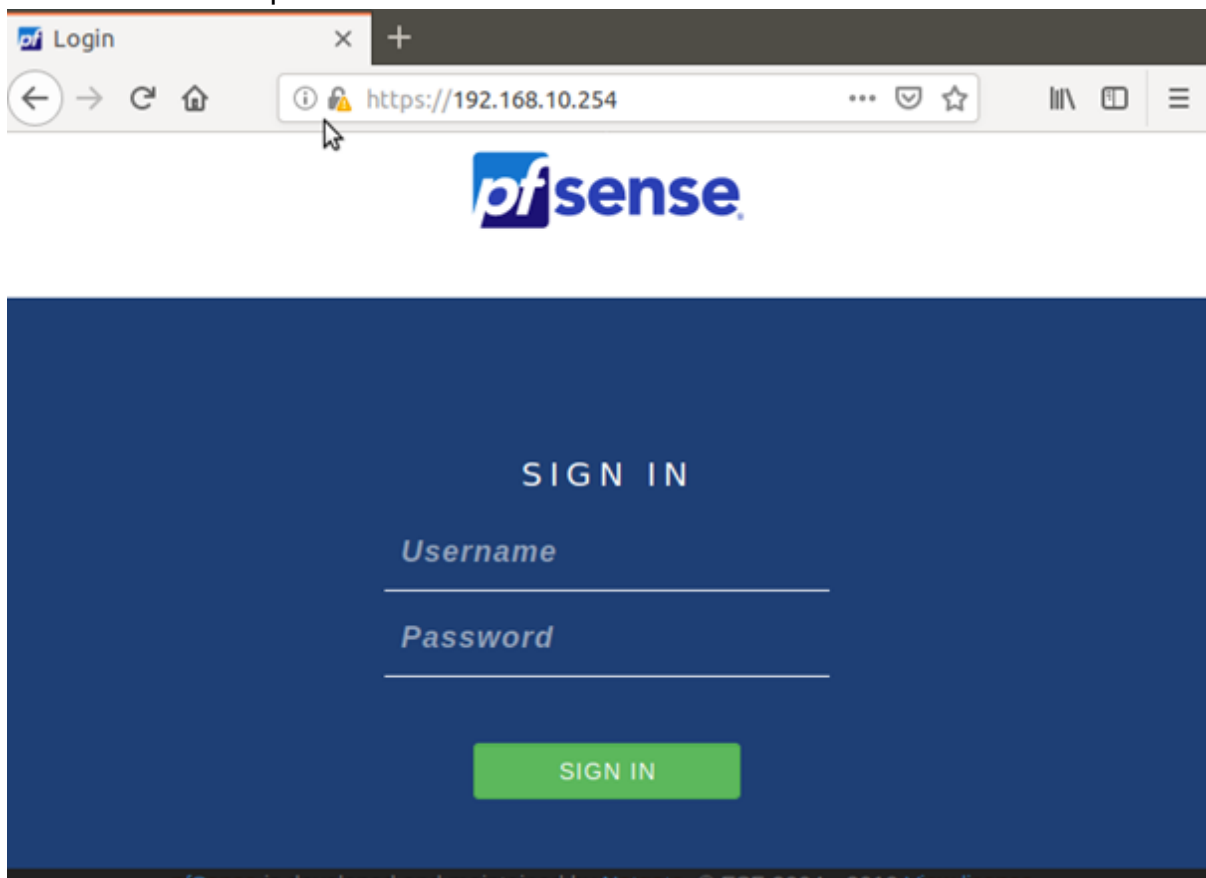 Login
https://192.168.10.254
pfsense
SIGN IN
Username
Password
SIGN IN